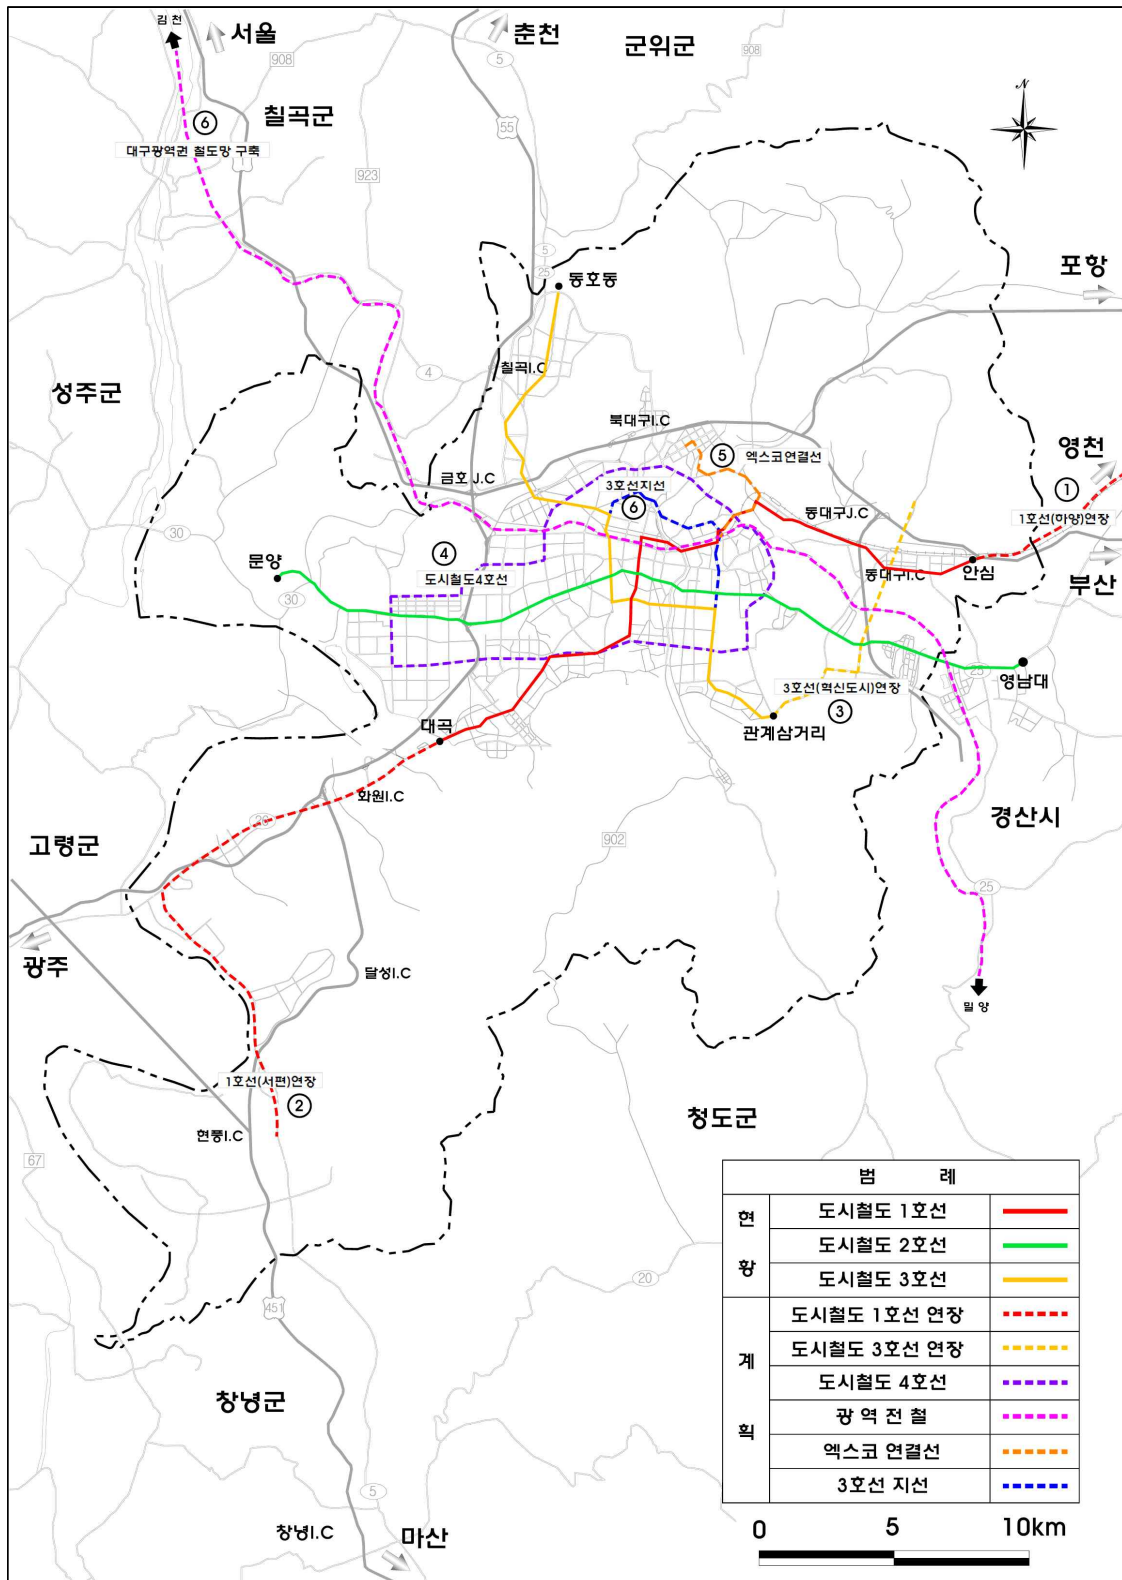 김천
서울
춘천
군위군
5
908
908
N
칠곡군
⑥
55
대구광역권 철도망 구축
923
5
25
포항
동호동
칠곡I.C
4
성주군
북대구I.C
영천
⑤
엑스코연결선
금호 J.C
3호선지선
①
⑥
동대구J.C
1호선(하양)연장
30
④
문양
도시철도4호선
안심
동대구I.C
부산
30
25
영남대
3호선(혁신도시)연장
③
대곡
관계삼거리
화원I.C
26
경산시
고령군
902
25
광주
달성I.C
밀양
1호선(서편)연장
②
현풍I.C
청도군
67
범 례
현황
도시철도 1호선
도시철도 2호선
도시철도 3호선
계획
도시철도 1호선 연장
도시철도 3호선 연장
도시철도 4호선
광역전철
엑스코 연결선
3호선 지선
20
451
창녕군
5
창녕I.C
마산
0 5 10km